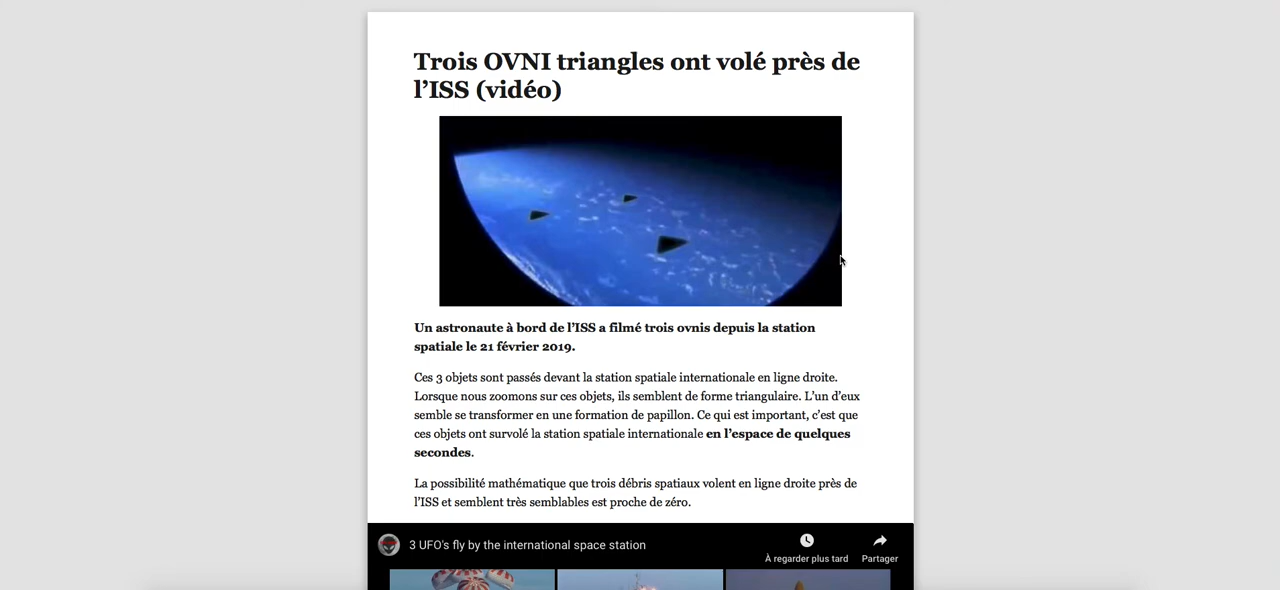 Trois OVNI triangles ont volé près de
l’ISS (vidéo)
Un astronaute à bord de l’ISS a filmé trois ovnis depuis la station
spatiale le 21 février 2019.
Ces 3 objets sont passés devant la station spatiale internationale en ligne droite.
Lorsque nous zoomons sur ces objets, ils semblent de forme triangulaire. L’un d’eux
semble se transformer en une formation de papillon. Ce qui est important, c’est que
ces objets ont survolé la station spatiale internationale en l’espace de quelques
secondes.
La possibilité mathématique que trois débris spatiaux volent en ligne droite près de
l’ISS et semblent très semblables est proche de zéro.
3 UFO's fly by the international space station
À regarder plus tard
Partager